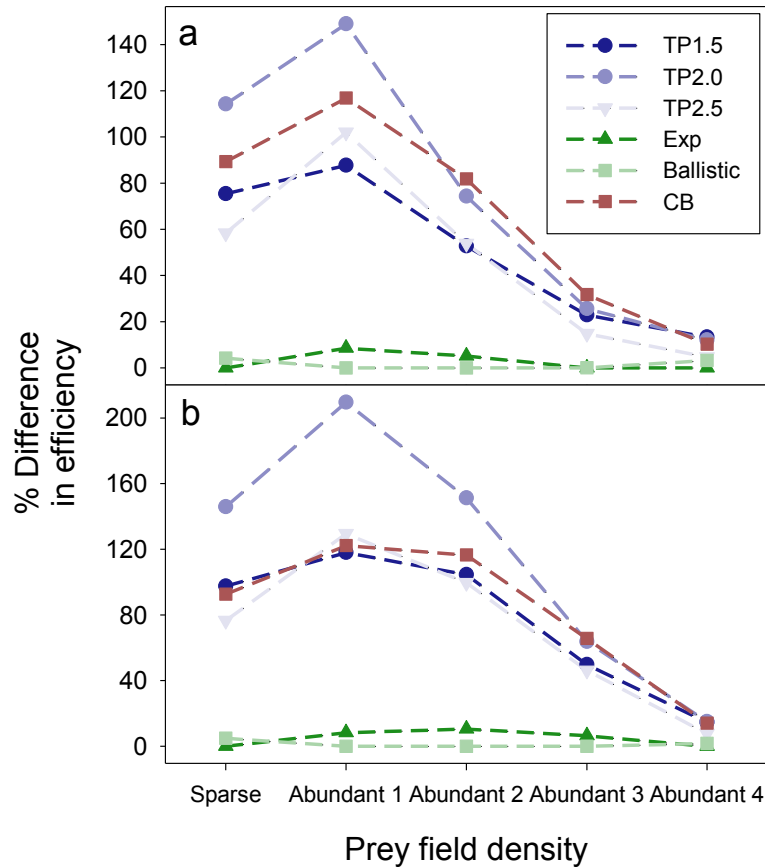 a
140
120
100
80
60
40
20
0
TP1.5
TP2.0
TP2.5
Exp
Ballistic
CB
b
200
160
120
80
40
0
% Difference
in efficiency
Sparse Abundant 1 Abundant 2 Abundant 3 Abundant 4
Prey field density